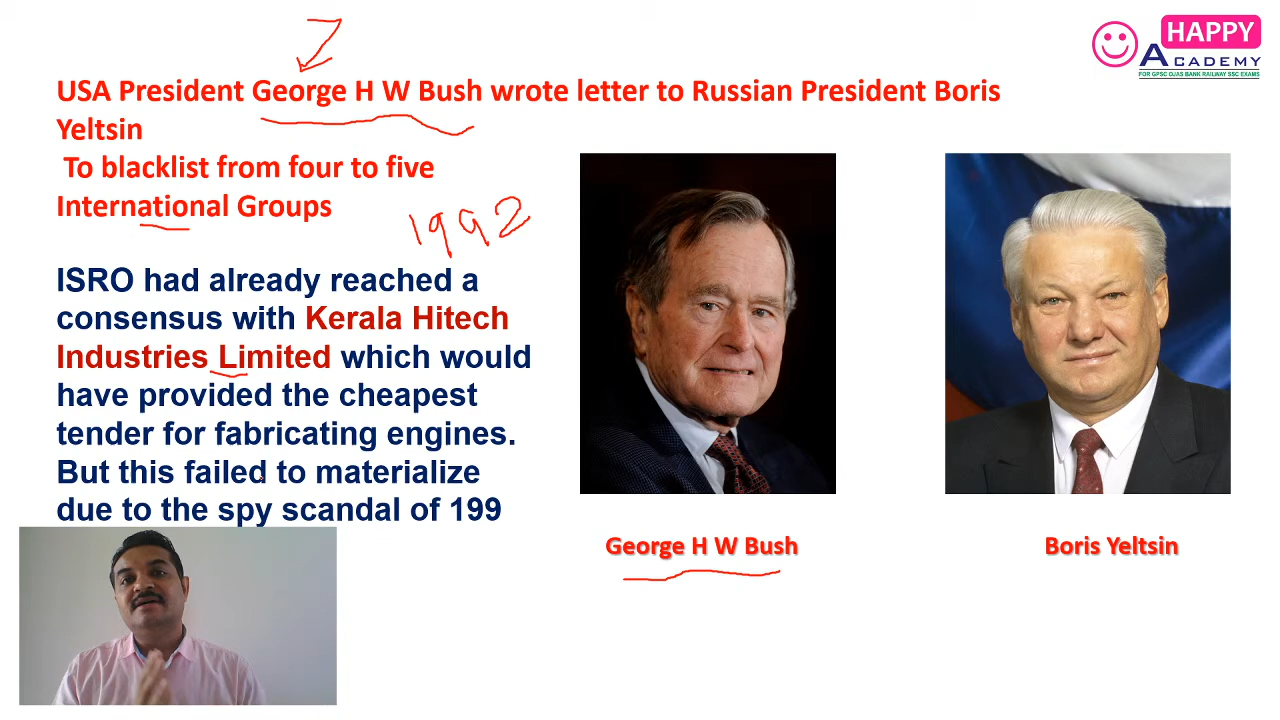 HAPPY
ACADEMY
FOR GPSC OJAS BANK RAILWAY SSC EXAMS
USA President George H W Bush wrote letter to Russian President Boris
Yeltsin
To blacklist from four to five
International Groups
1992
ISRO had already reached a
consensus with Kerala Hitech
Industries Limited which would
have provided the cheapest
tender for fabricating engines.
But this failed to materialize
due to the spy scandal of 199
George H W Bush
Boris Yeltsin